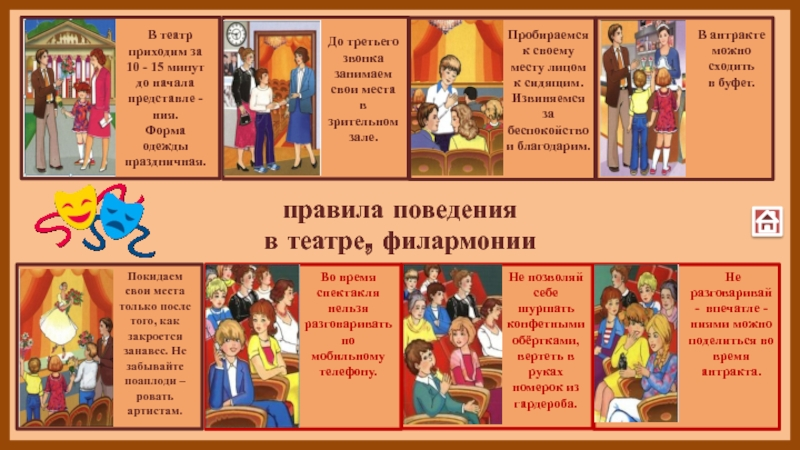 В театр
приходим за
10 - 15 минут
до начала
представле -
ния.
Форма
одежды
праздничная.
До третьего
звонка
занимаем
свои места
в
зрительном
зале.
Пробираемся
к своему
месту лицом
к сидящим.
Извиняемся
за
беспокойство
и благодарим.
В антракте
можно
сходить
в буфет.
правила поведения
в театре, филармонии
Покидаем
свои места
только после
того, как
закроется
занавес. Не
забывайте
поаплоди –
ровать
артистам.
Во время
спектакля
нельзя
разговаривать
по
мобильному
телефону.
Не позволяй
себе
шуршать
конфетными
обёртками,
вертеть в
руках
номерок из
гардероба.
Не
разговаривай
- впечатле -
ниями можно
поделиться во
время
антракта.